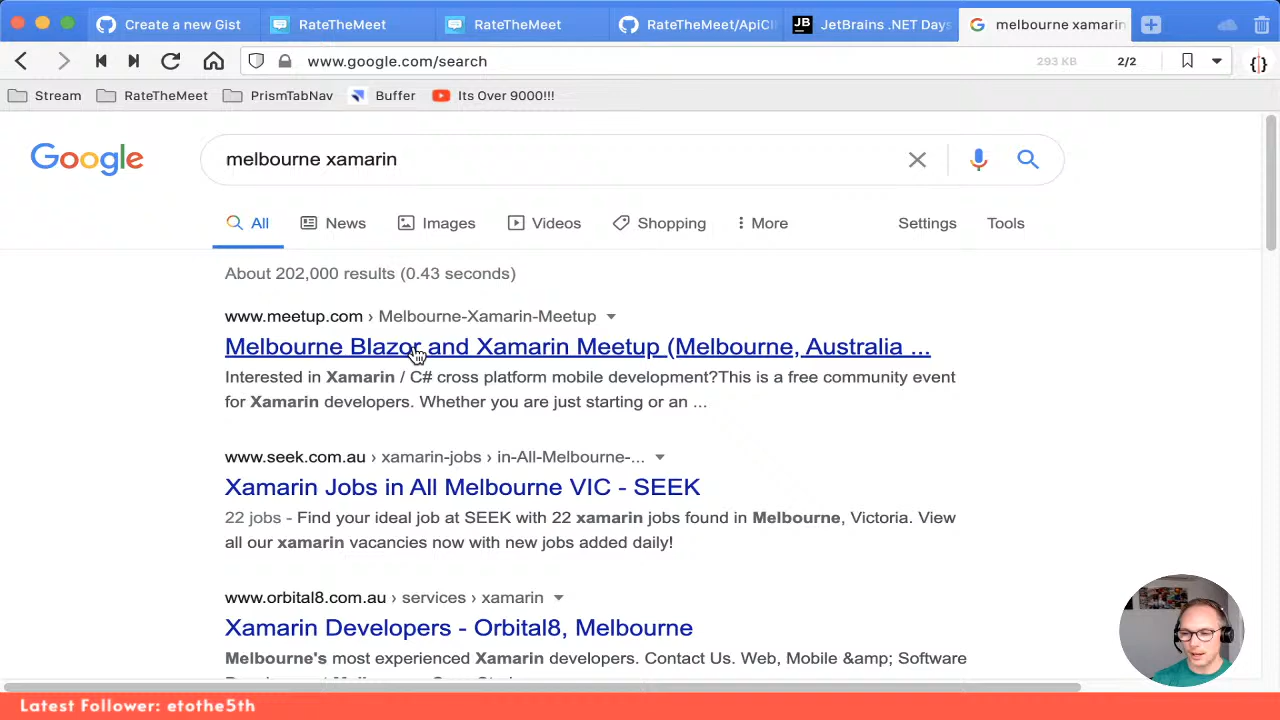 Create a new Gist
RateTheMeet
RateTheMeet
RateTheMeet/ApiCli
JetBrains .NET Days
melbourne xamarin
www.google.com/search
293 KB
2/2
Stream
RateTheMeet
PrismTabNav
Buffer
Its Over 9000!!!
Google
melbourne xamarin
All
News
Images
Videos
Shopping
More
Settings
Tools
About 202,000 results (0.43 seconds)
www.meetup.com › Melbourne-Xamarin-Meetup
Melbourne Blazor and Xamarin Meetup (Melbourne, Australia ...
Interested in Xamarin / C# cross platform mobile development?This is a free community event
for Xamarin developers. Whether you are just starting or an ...
www.seek.com.au › xamarin-jobs › in-All-Melbourne-...
Xamarin Jobs in All Melbourne VIC - SEEK
22 jobs - Find your ideal job at SEEK with 22 xamarin jobs found in Melbourne, Victoria. View
all our xamarin vacancies now with new jobs added daily!
www.orbital8.com.au › services › xamarin
Xamarin Developers - Orbital8, Melbourne
Melbourne's most experienced Xamarin developers. Contact Us. Web, Mobile &amp; Software
Latest Follower: etothe5th